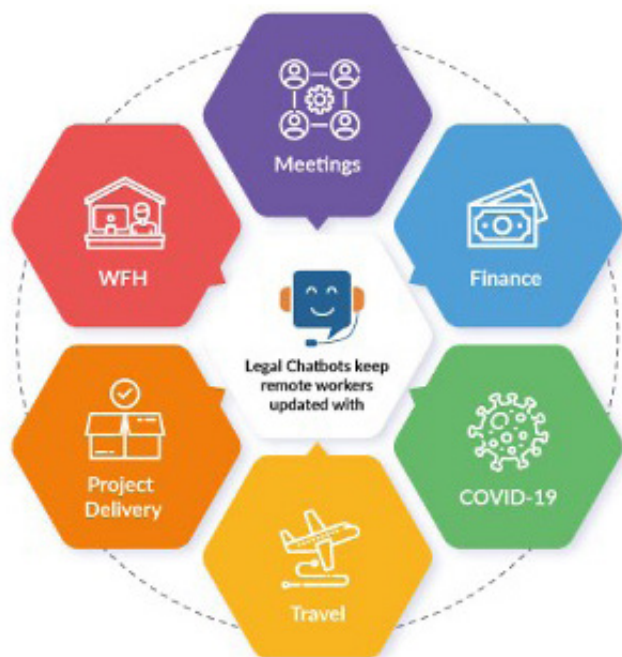 Meetings
WFH
Finance
Legal Chatbots keep
remote workers
updated with
Project
Delivery
COVID-19
Travel